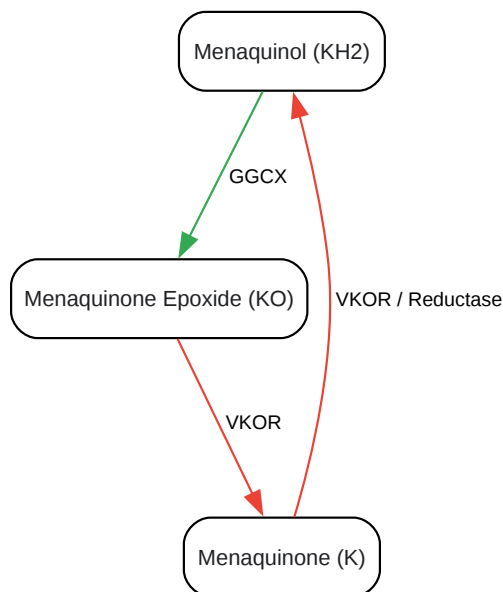 Menaquinol (KH2)
GGCX
Menaquinone Epoxide (KO)
VKOR / Reductase
VKOR
Menaquinone (K)